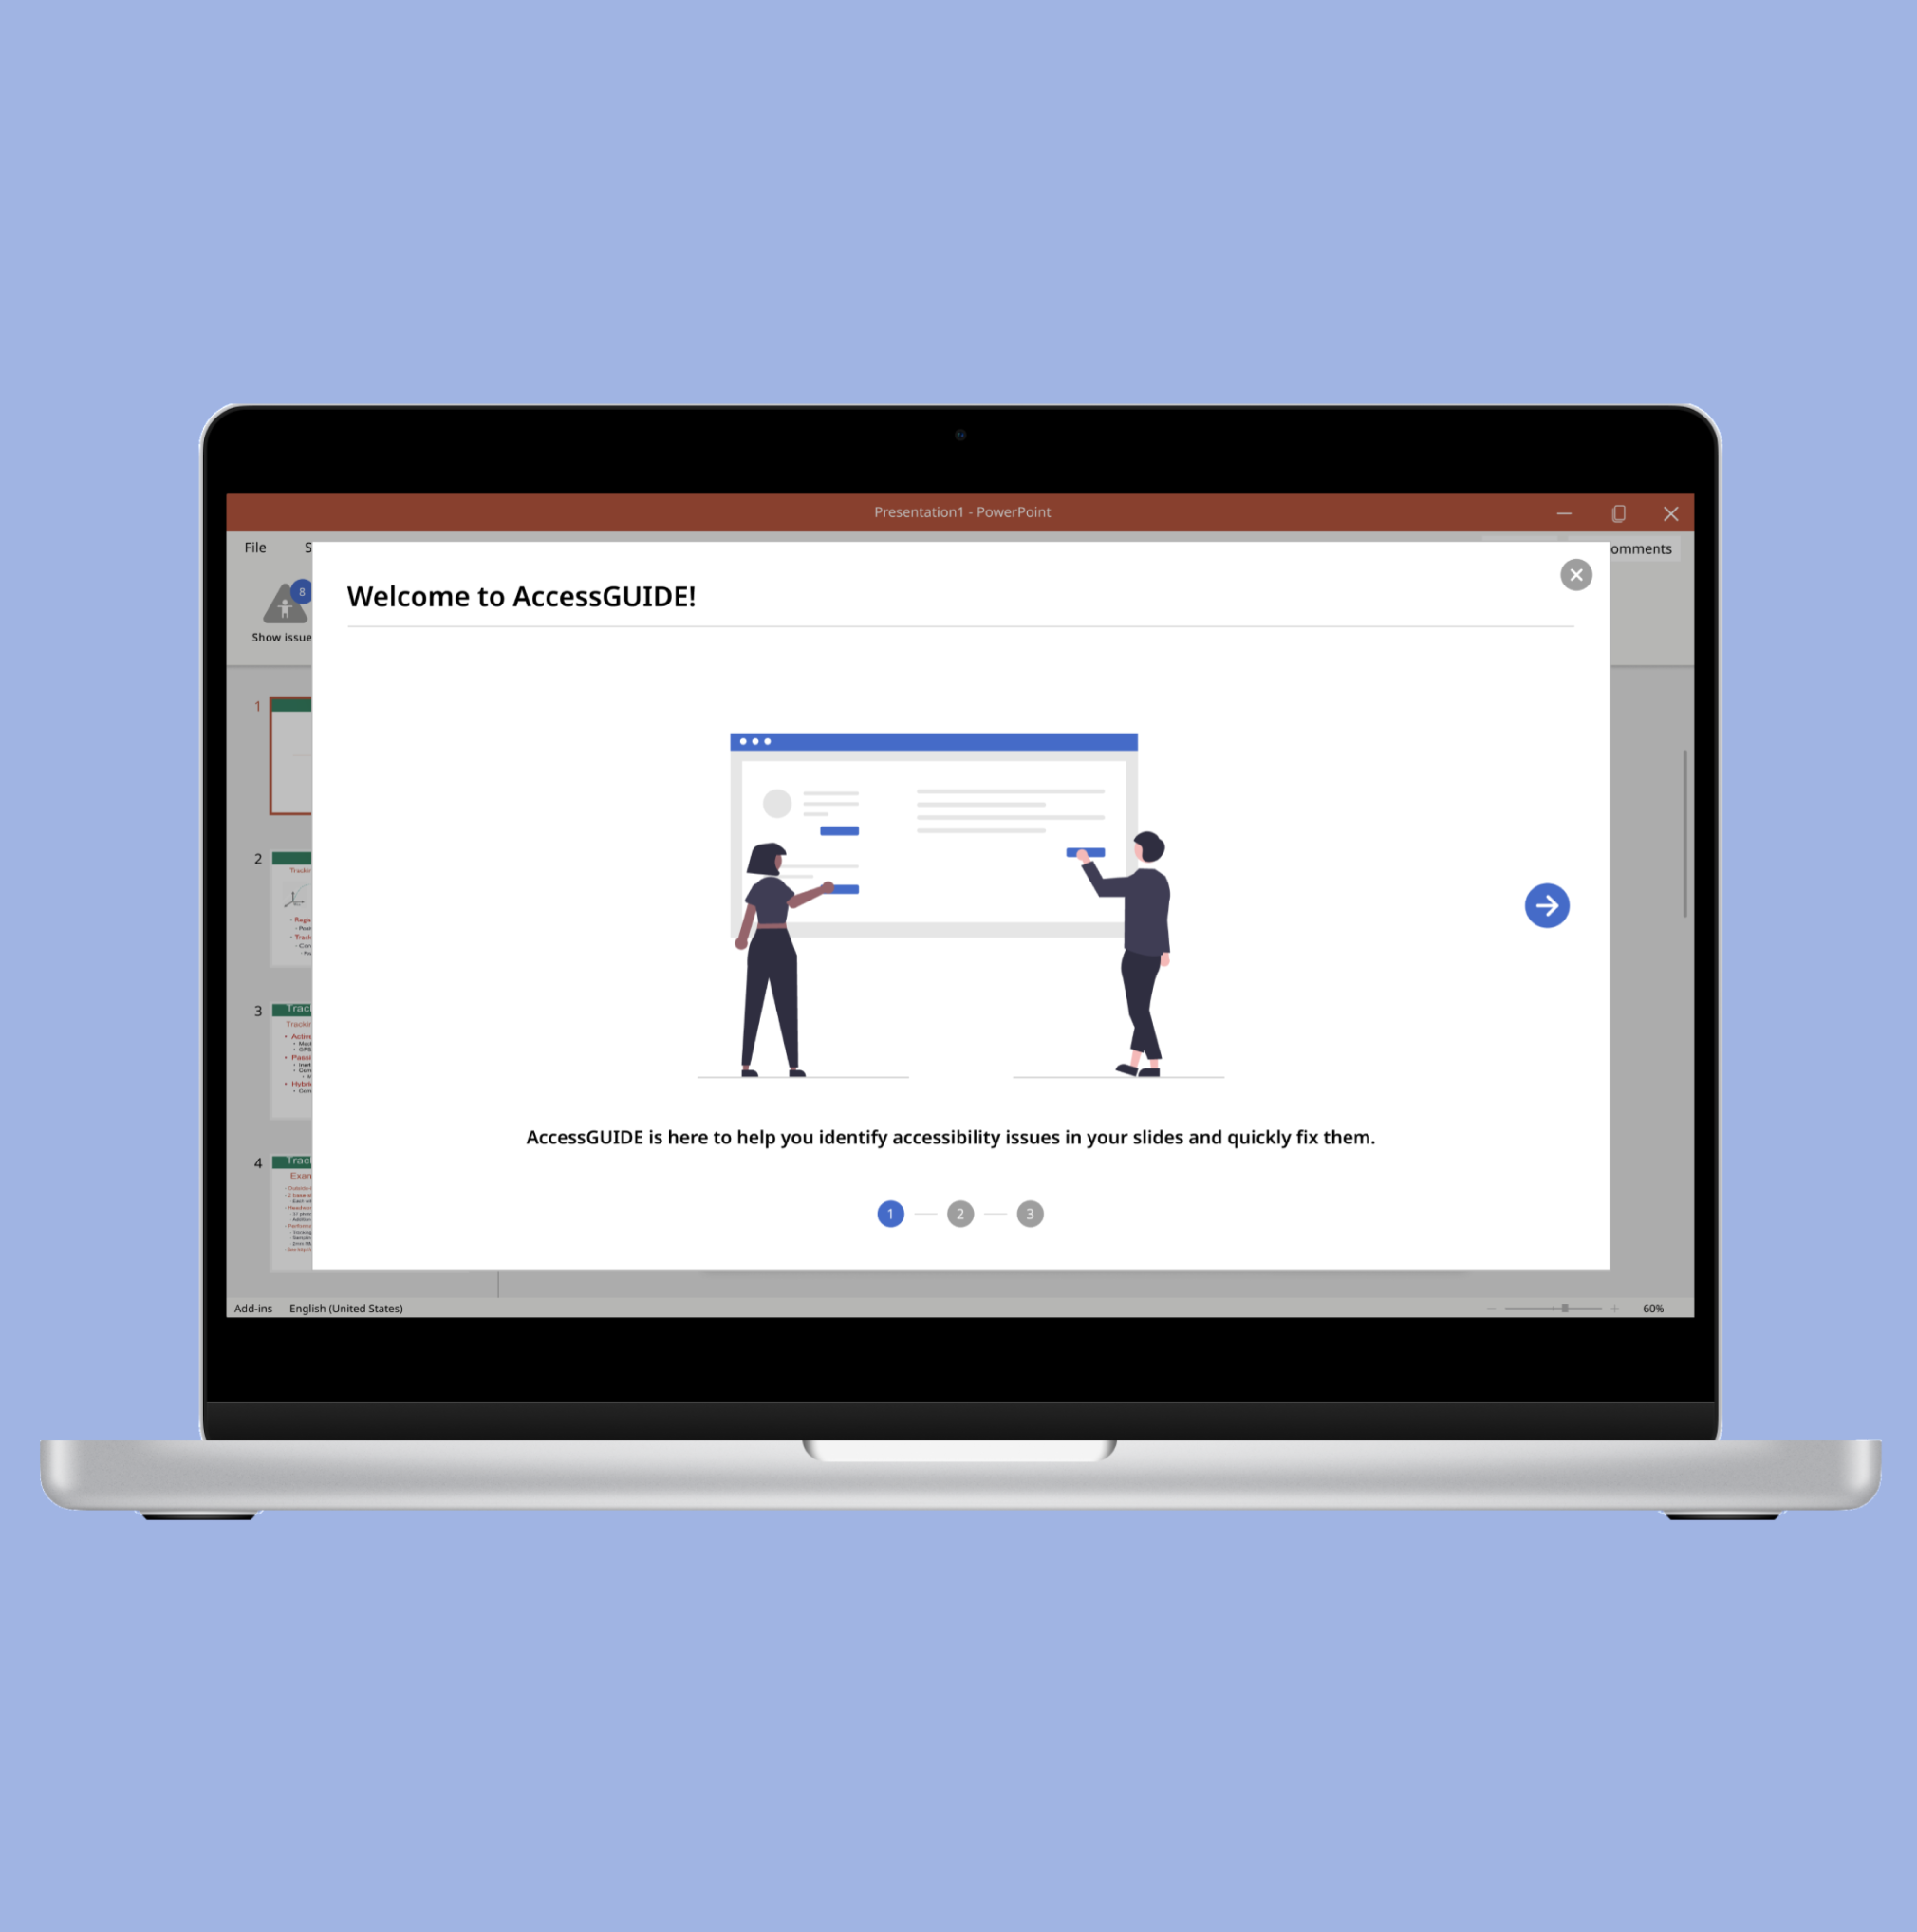 Presentation1 - PowerPoint
File
omments
8
Show issue
Welcome to AccessGUIDE!
1
2
3
4
AccessGUIDE is here to help you identify accessibility issues in your slides and quickly fix them.
1 2 3
Add-ins English (United States) 60%